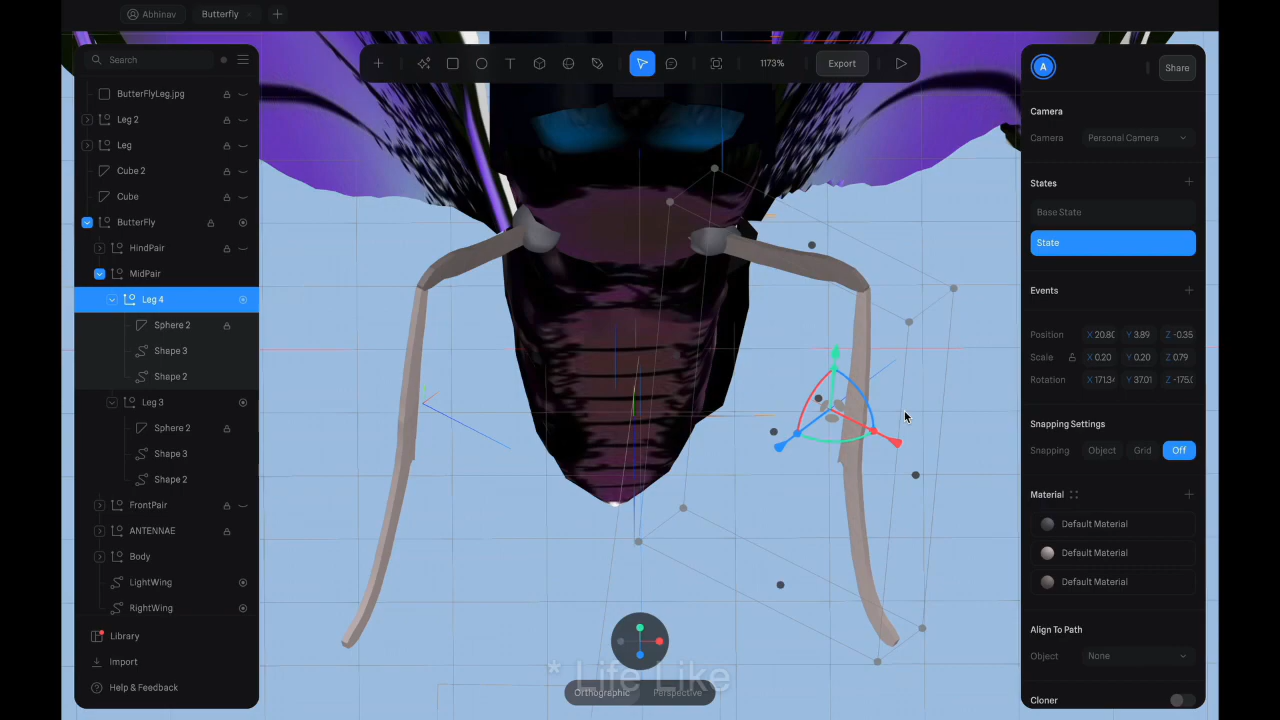 Abhinav
Butterfly
Search
1173%
Export
A
Share
ButterFlyLeg.jpg
Leg 2
Leg
Cube 2
Cube
ButterFly
HindPair
MidPair
Leg 4
Sphere 2
Shape 3
Shape 2
Leg 3
Sphere 2
Shape 3
Shape 2
FrontPair
ANTENNAE
Body
LightWing
RightWing
Library
Import
Help & Feedback
Camera
Camera Personal Camera
States
Base State
State
Events
Position X 20.80 Y 3.89 Z -0.35
Scale X 0.20 Y 0.20 Z 0.79
Rotation X 171.34 Y 37.01 Z -175.0
Snapping Settings
Snapping Object Grid Off
Material
Default Material
Default Material
Default Material
Align To Path
Object None
Cloner
* Life Like
Orthographic Perspective